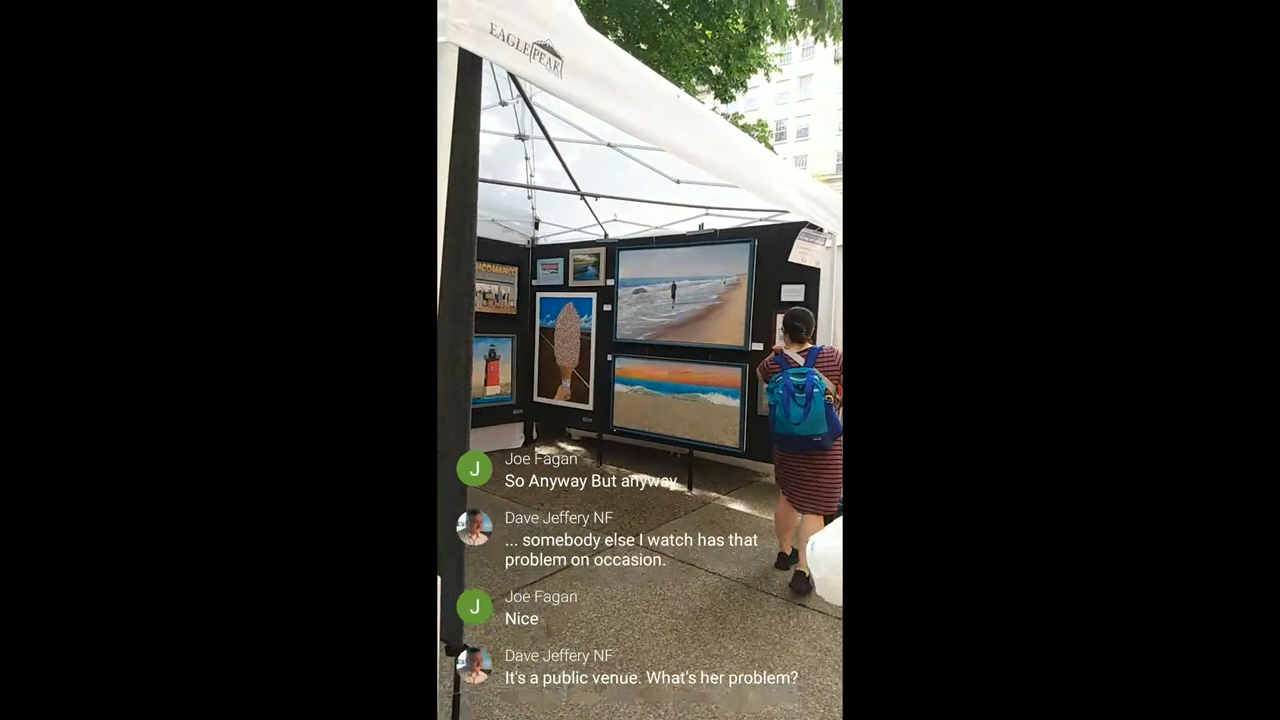 EAGLE PEAK
NCOMANCO
J
Joe Fagan
So Anyway But anyway
Dave Jeffery NF
... somebody else I watch has that
problem on occasion.
J
Joe Fagan
Nice
Dave Jeffery NF
It's a public venue. What's her problem?